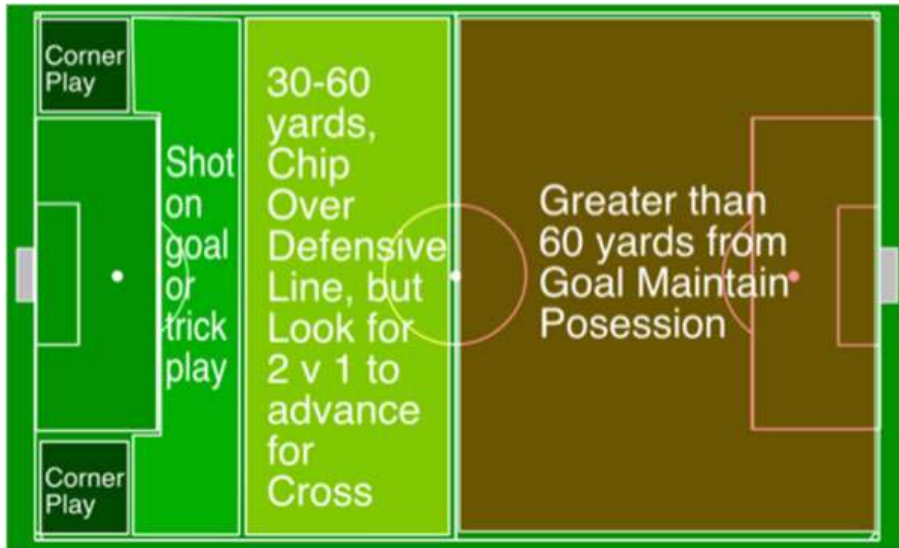 Corner
Play
Shot
on
goal
or
trick
play
Corner
Play
30-60
yards,
Chip
Over
Defensive
Line, but
Look for
2 v 1 to
advance
for
Cross
Greater than
60 yards from
Goal Maintain
Posession